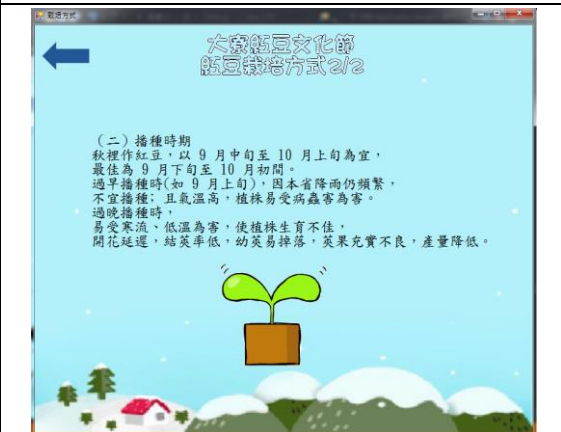 栽培方式
大寮紅豆文化節
紅豆栽培方式2/2
(二)播種時期
秋裡作紅豆，以 9 月中旬至 10 月上旬為宜，
最佳為 9 月下旬至 10 月初間。
過早播種時(如 9 月上旬)，因本省降雨仍頻繁，
不宜播種; 且氣溫高，植株易受病蟲害為害。
過晚播種時，
易受寒流、低溫為害，使植株生育不佳，
開花延遲，結莢率低，幼莢易掉落，莢果充實不良，產量降低。